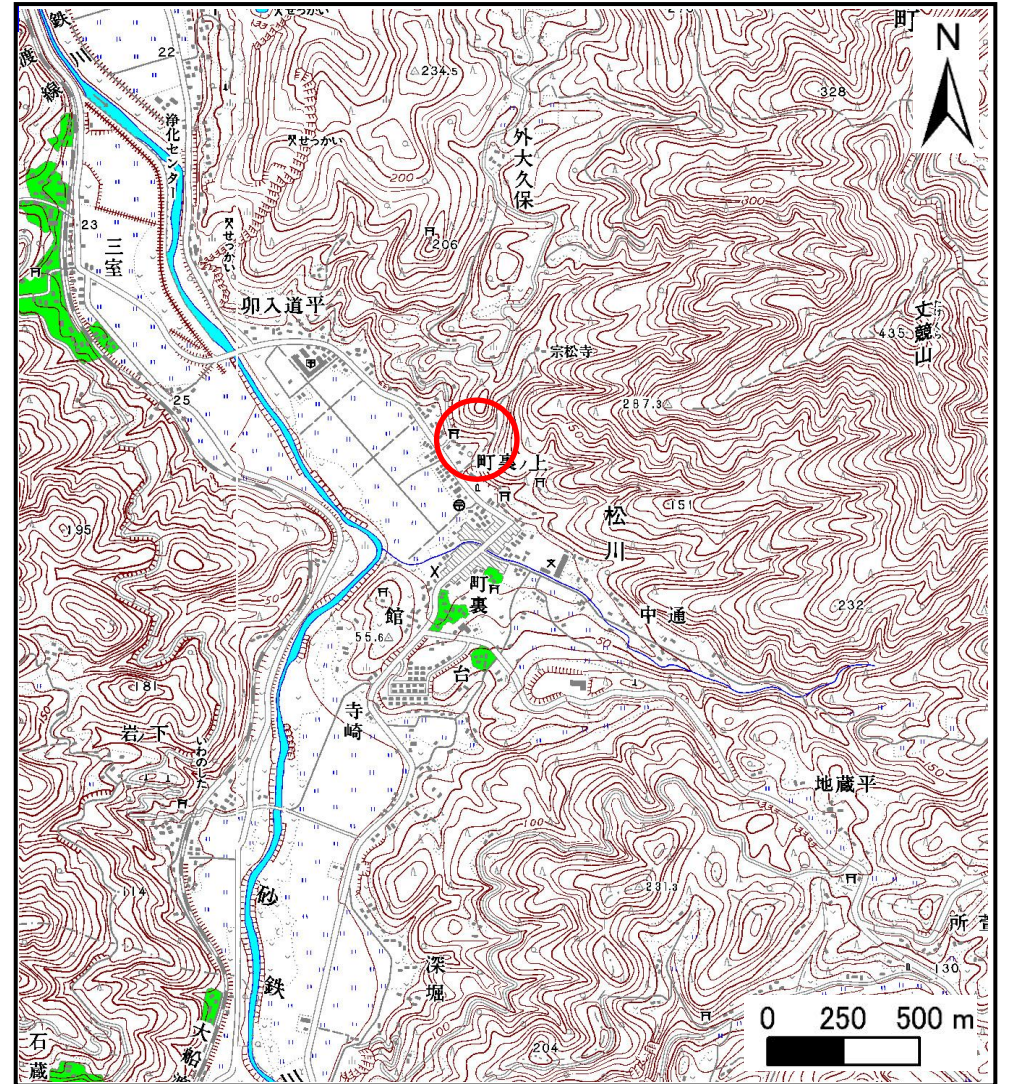 鉄川
せっかい
町
N
22
渡
線
浄化センタ
234.5
328
せっかい
外大久保
200
300
23
三室
せっかい
206
卯入道平
435
丈競山
宗松寺
25
287.3
町裏ノ上
松川
151
195
150
館
町裏
中通
232
55.6
台
181
寺崎
岩ノ下
いわのした
150
地蔵平
100
114
231.3
砂
深堀
130
所
鉄
大船
204
石蔵
川
0 250 500 m